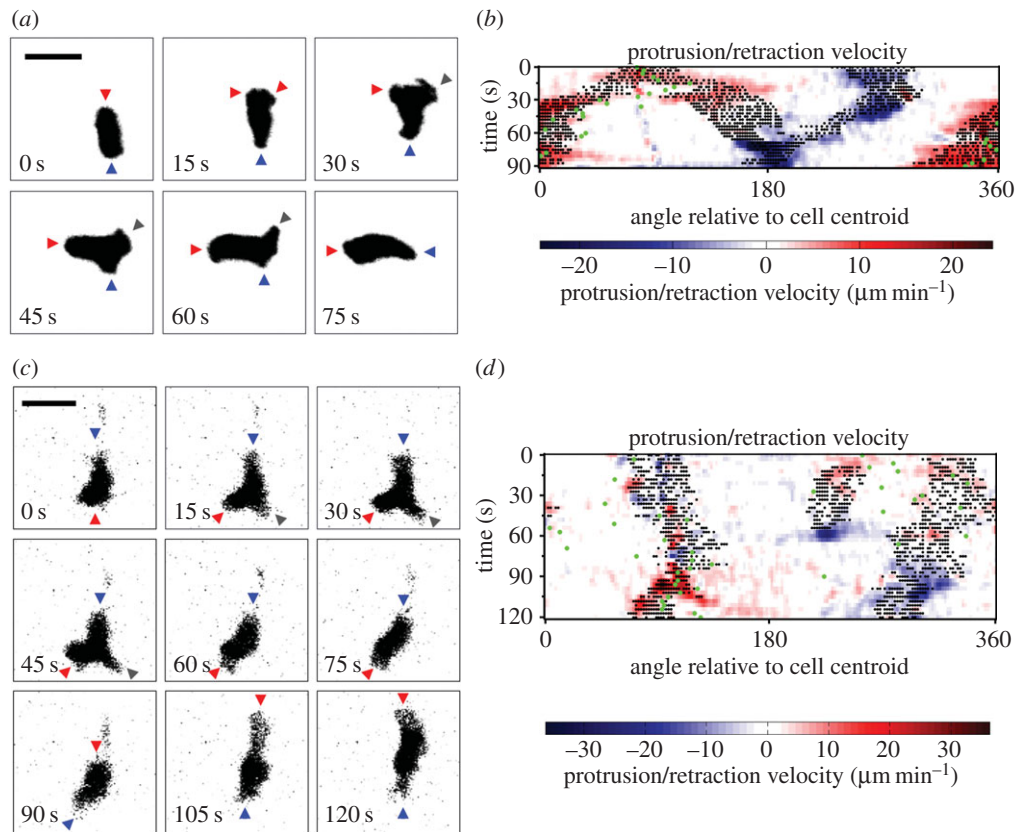 (a)
0 s
15 s
30 s
45 s
60 s
75 s
(b)
protrusion/retraction velocity
time (s)
0
30
60
90
0
180
360
angle relative to cell centroid
–20
–10
0
10
20
protrusion/retraction velocity (µm min–1)
(c)
0 s
15 s
30 s
45 s
60 s
75 s
90 s
105 s
120 s
(d)
protrusion/retraction velocity
time (s)
0
30
60
90
120
0
180
360
angle relative to cell centroid
–30
–20
–10
0
10
20
30
protrusion/retraction velocity (µm min–1)